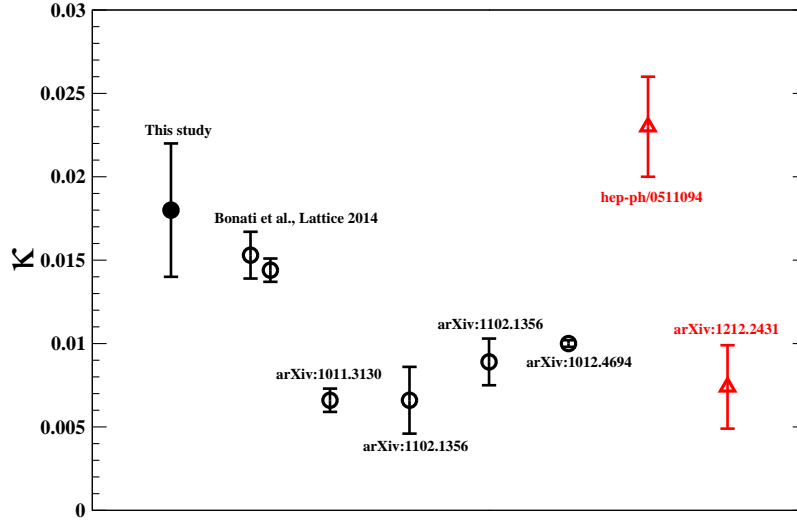 0.03
0.025
0.02
0.015
0.01
0.005
0
κ
This study
Bonati et al., Lattice 2014
arXiv:1011.3130
arXiv:1102.1356
arXiv:1102.1356
arXiv:1012.4694
hep-ph/0511094
arXiv:1212.2431